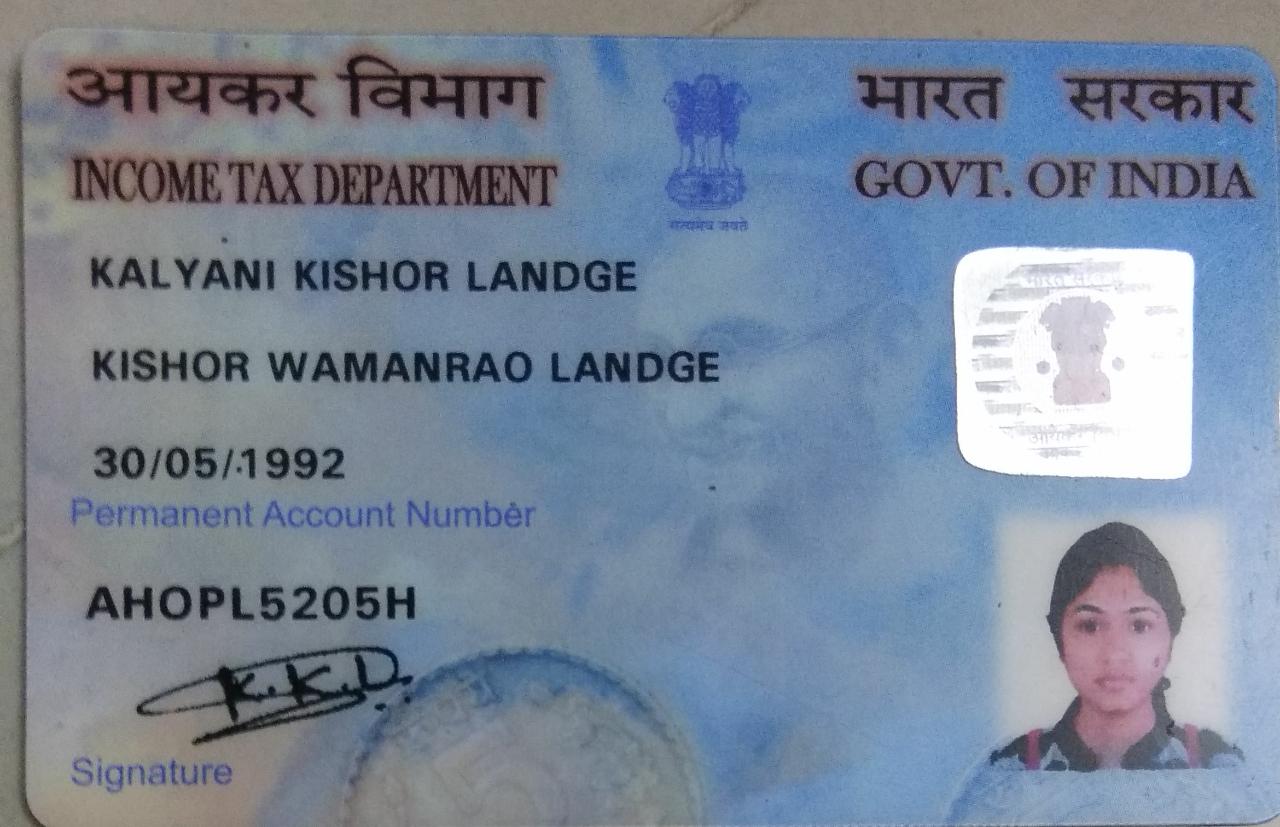 आयकर विभाग
भारत सरकार
INCOME TAX DEPARTMENT
GOVT. OF INDIA
सत्यमेव जयते
KALYANI KISHOR LANDGE
KISHOR WAMANRAO LANDGE
30/05/1992
Permanent Account Number
AHOPL5205H
K.K.D.
Signature